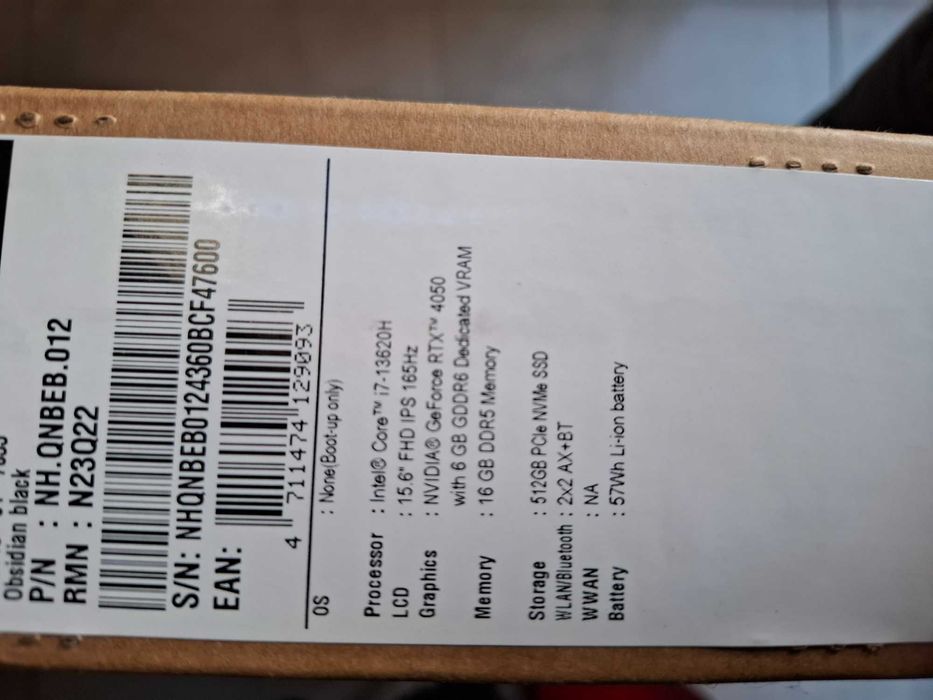 Obsidian black
P/N : NH.QNBEB.012
RMN : N23Q22
S/N: NHQNBEB0124360BCF47600
EAN:
4 711474 129093
OS : None(Boot-up only)
Processor : Intel® Core™ i7-13620H
LCD : 15.6" FHD IPS 165Hz
Graphics : NVIDIA® GeForce RTX™ 4050
with 6 GB GDDR6 Dedicated VRAM
Memory : 16 GB DDR5 Memory
Storage : 512GB PCIe NVMe SSD
WLAN/Bluetooth : 2x2 AX+BT
WWAN : NA
Battery : 57Wh Li-ion battery